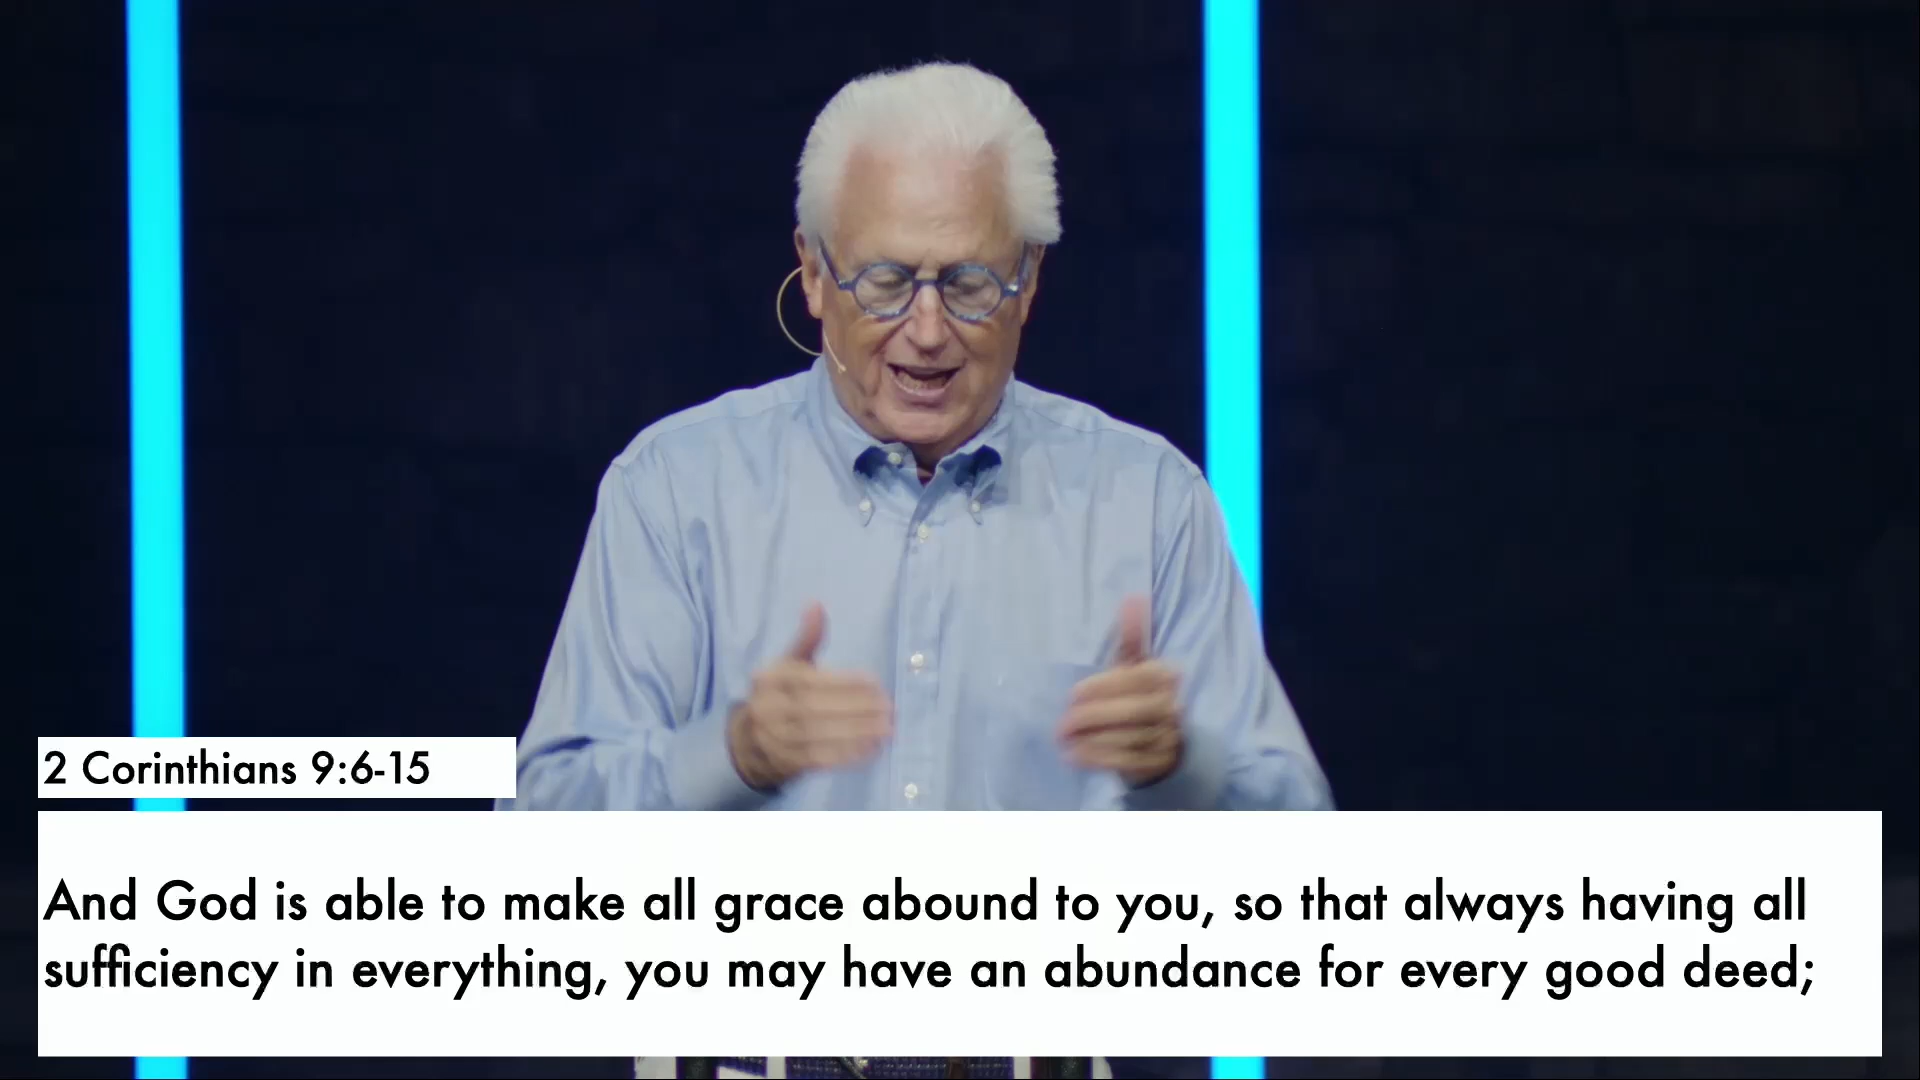 2 Corinthians 9:6-15
And God is able to make all grace abound to you, so that always having all
sufficiency in everything, you may have an abundance for every good deed;